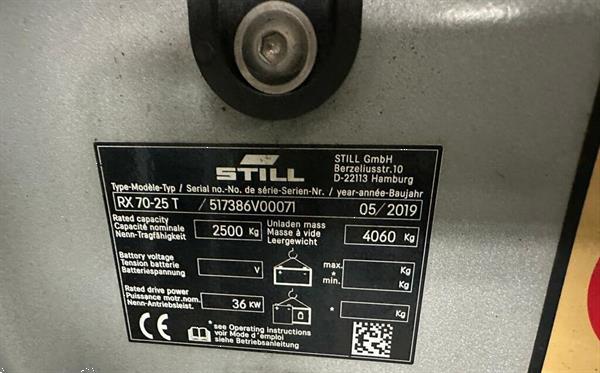 STILL
STILL GmbH
Berzeliusstr.10
D-22113 Hamburg
Type-Modèle-Typ / Serial no.-No. de série-Serien-Nr. / year-année-Baujahr
RX 70-25 T / 517386V00071 05/2019
Rated capacity
Capacité nominale
Nenn-Tragfähigkeit
2500 Kg
Unladen mass
Masse à vide
Leergewicht
4060 Kg
Battery voltage
Tension batterie
Batteriespannung
V
max.
*
min.
Kg
Kg
Rated drive power
Puissance motr.nom.
Nenn-Antriebsleist.
36 KW
*
Kg
CE
* see Operating instructions
voir Mode d'emploi
siehe Betriebsanleitung